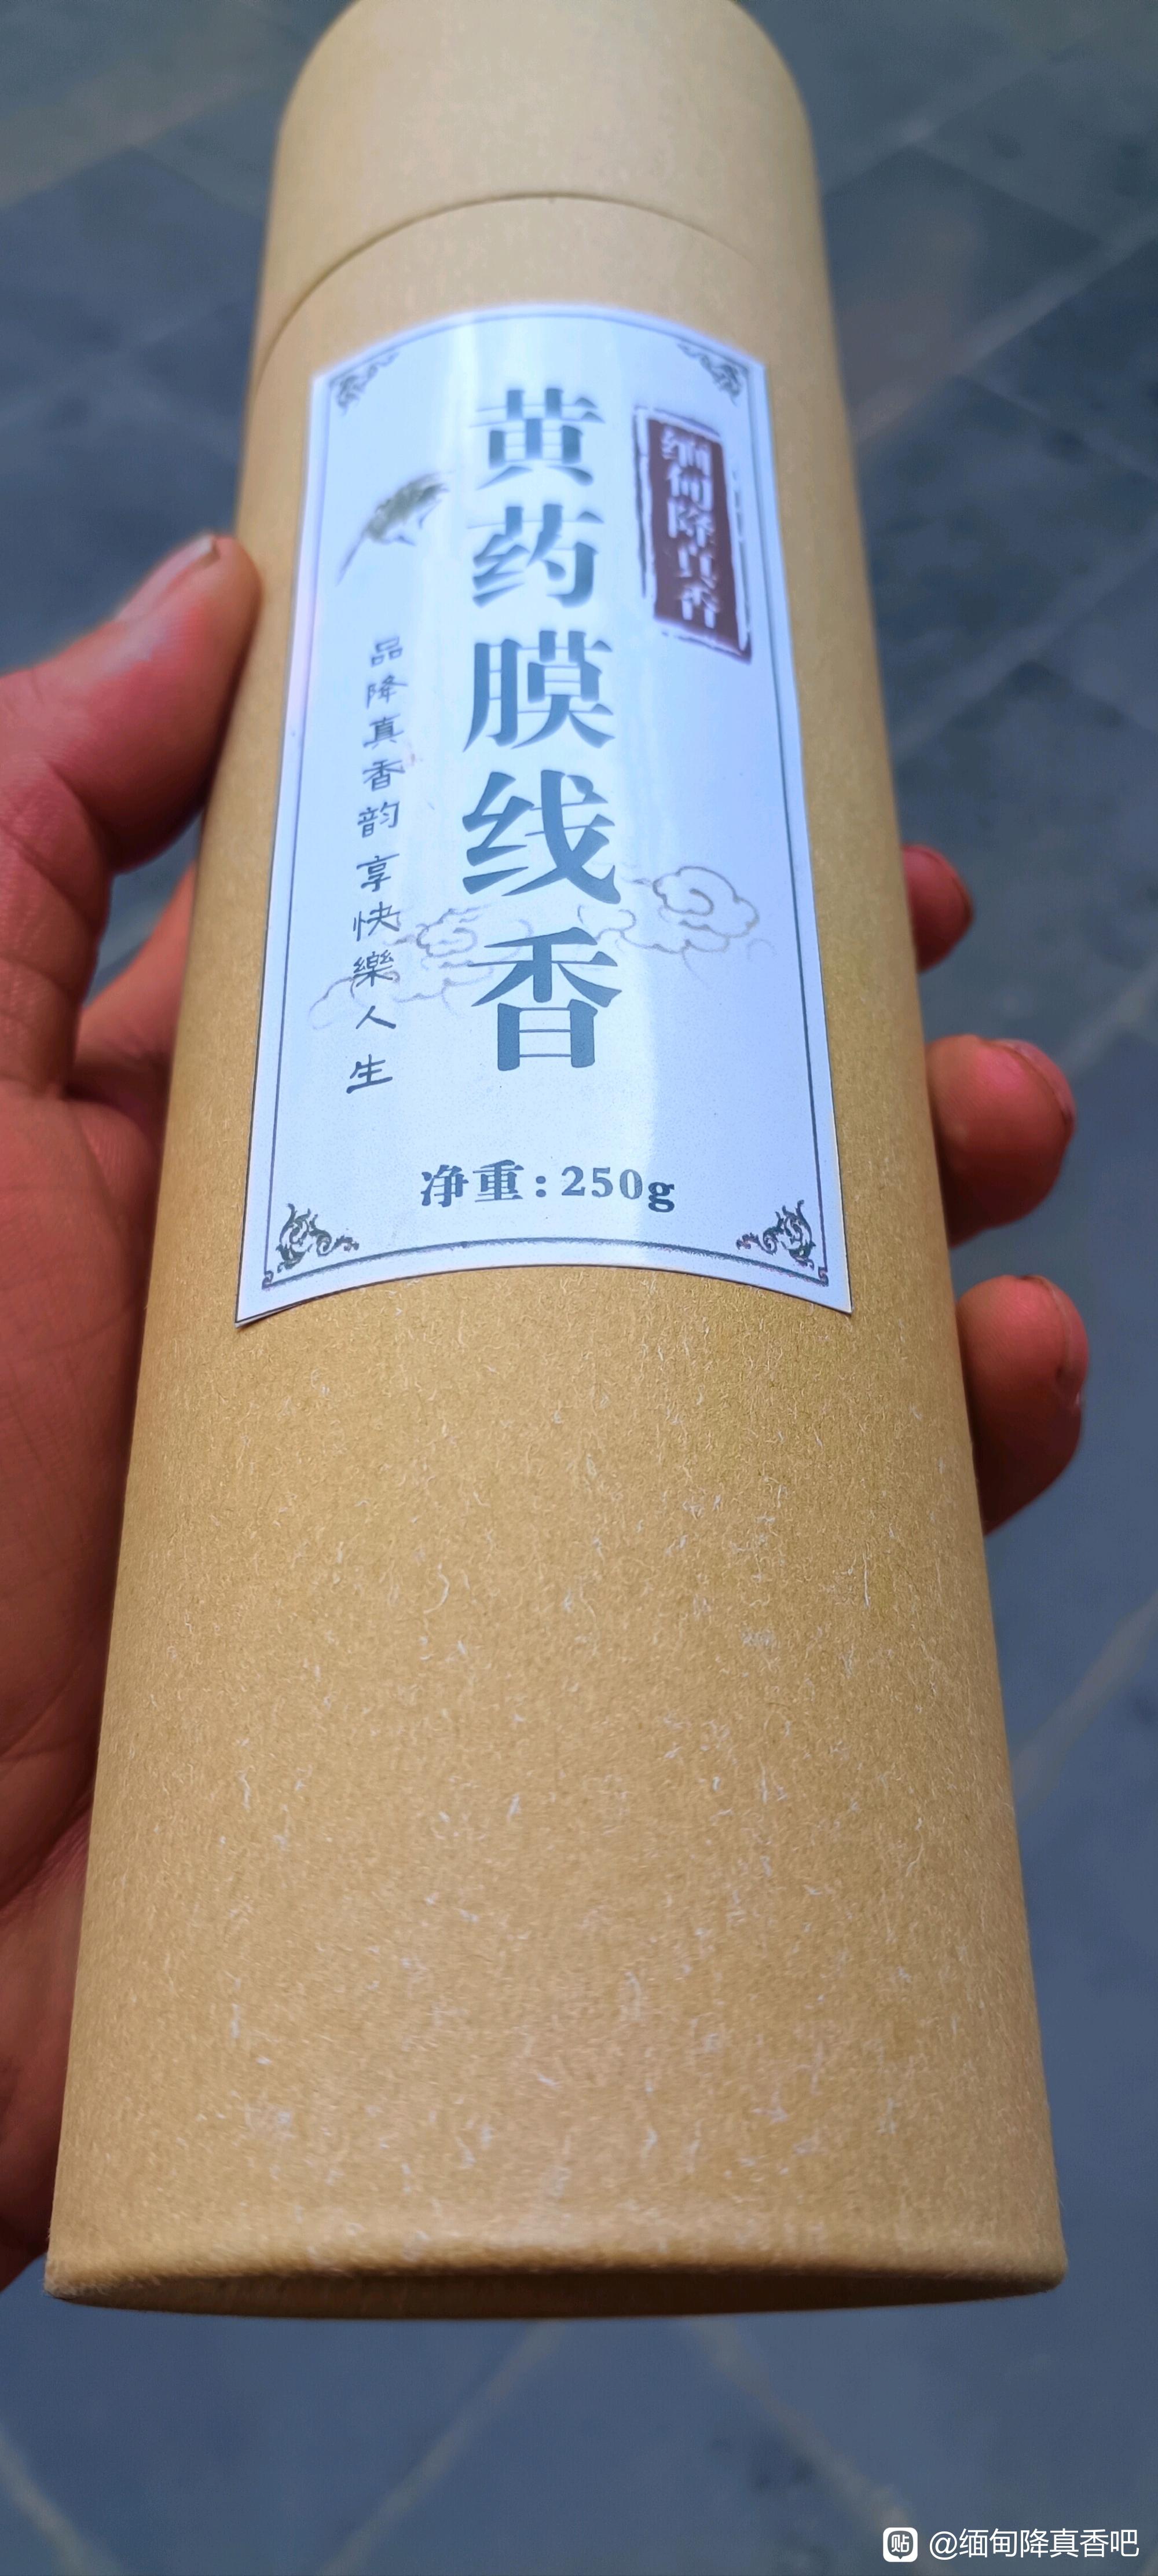 缅甸降真香
黄药膜线香
品降真香韵享快樂人生
净重：250g
贴 @缅甸降真香吧